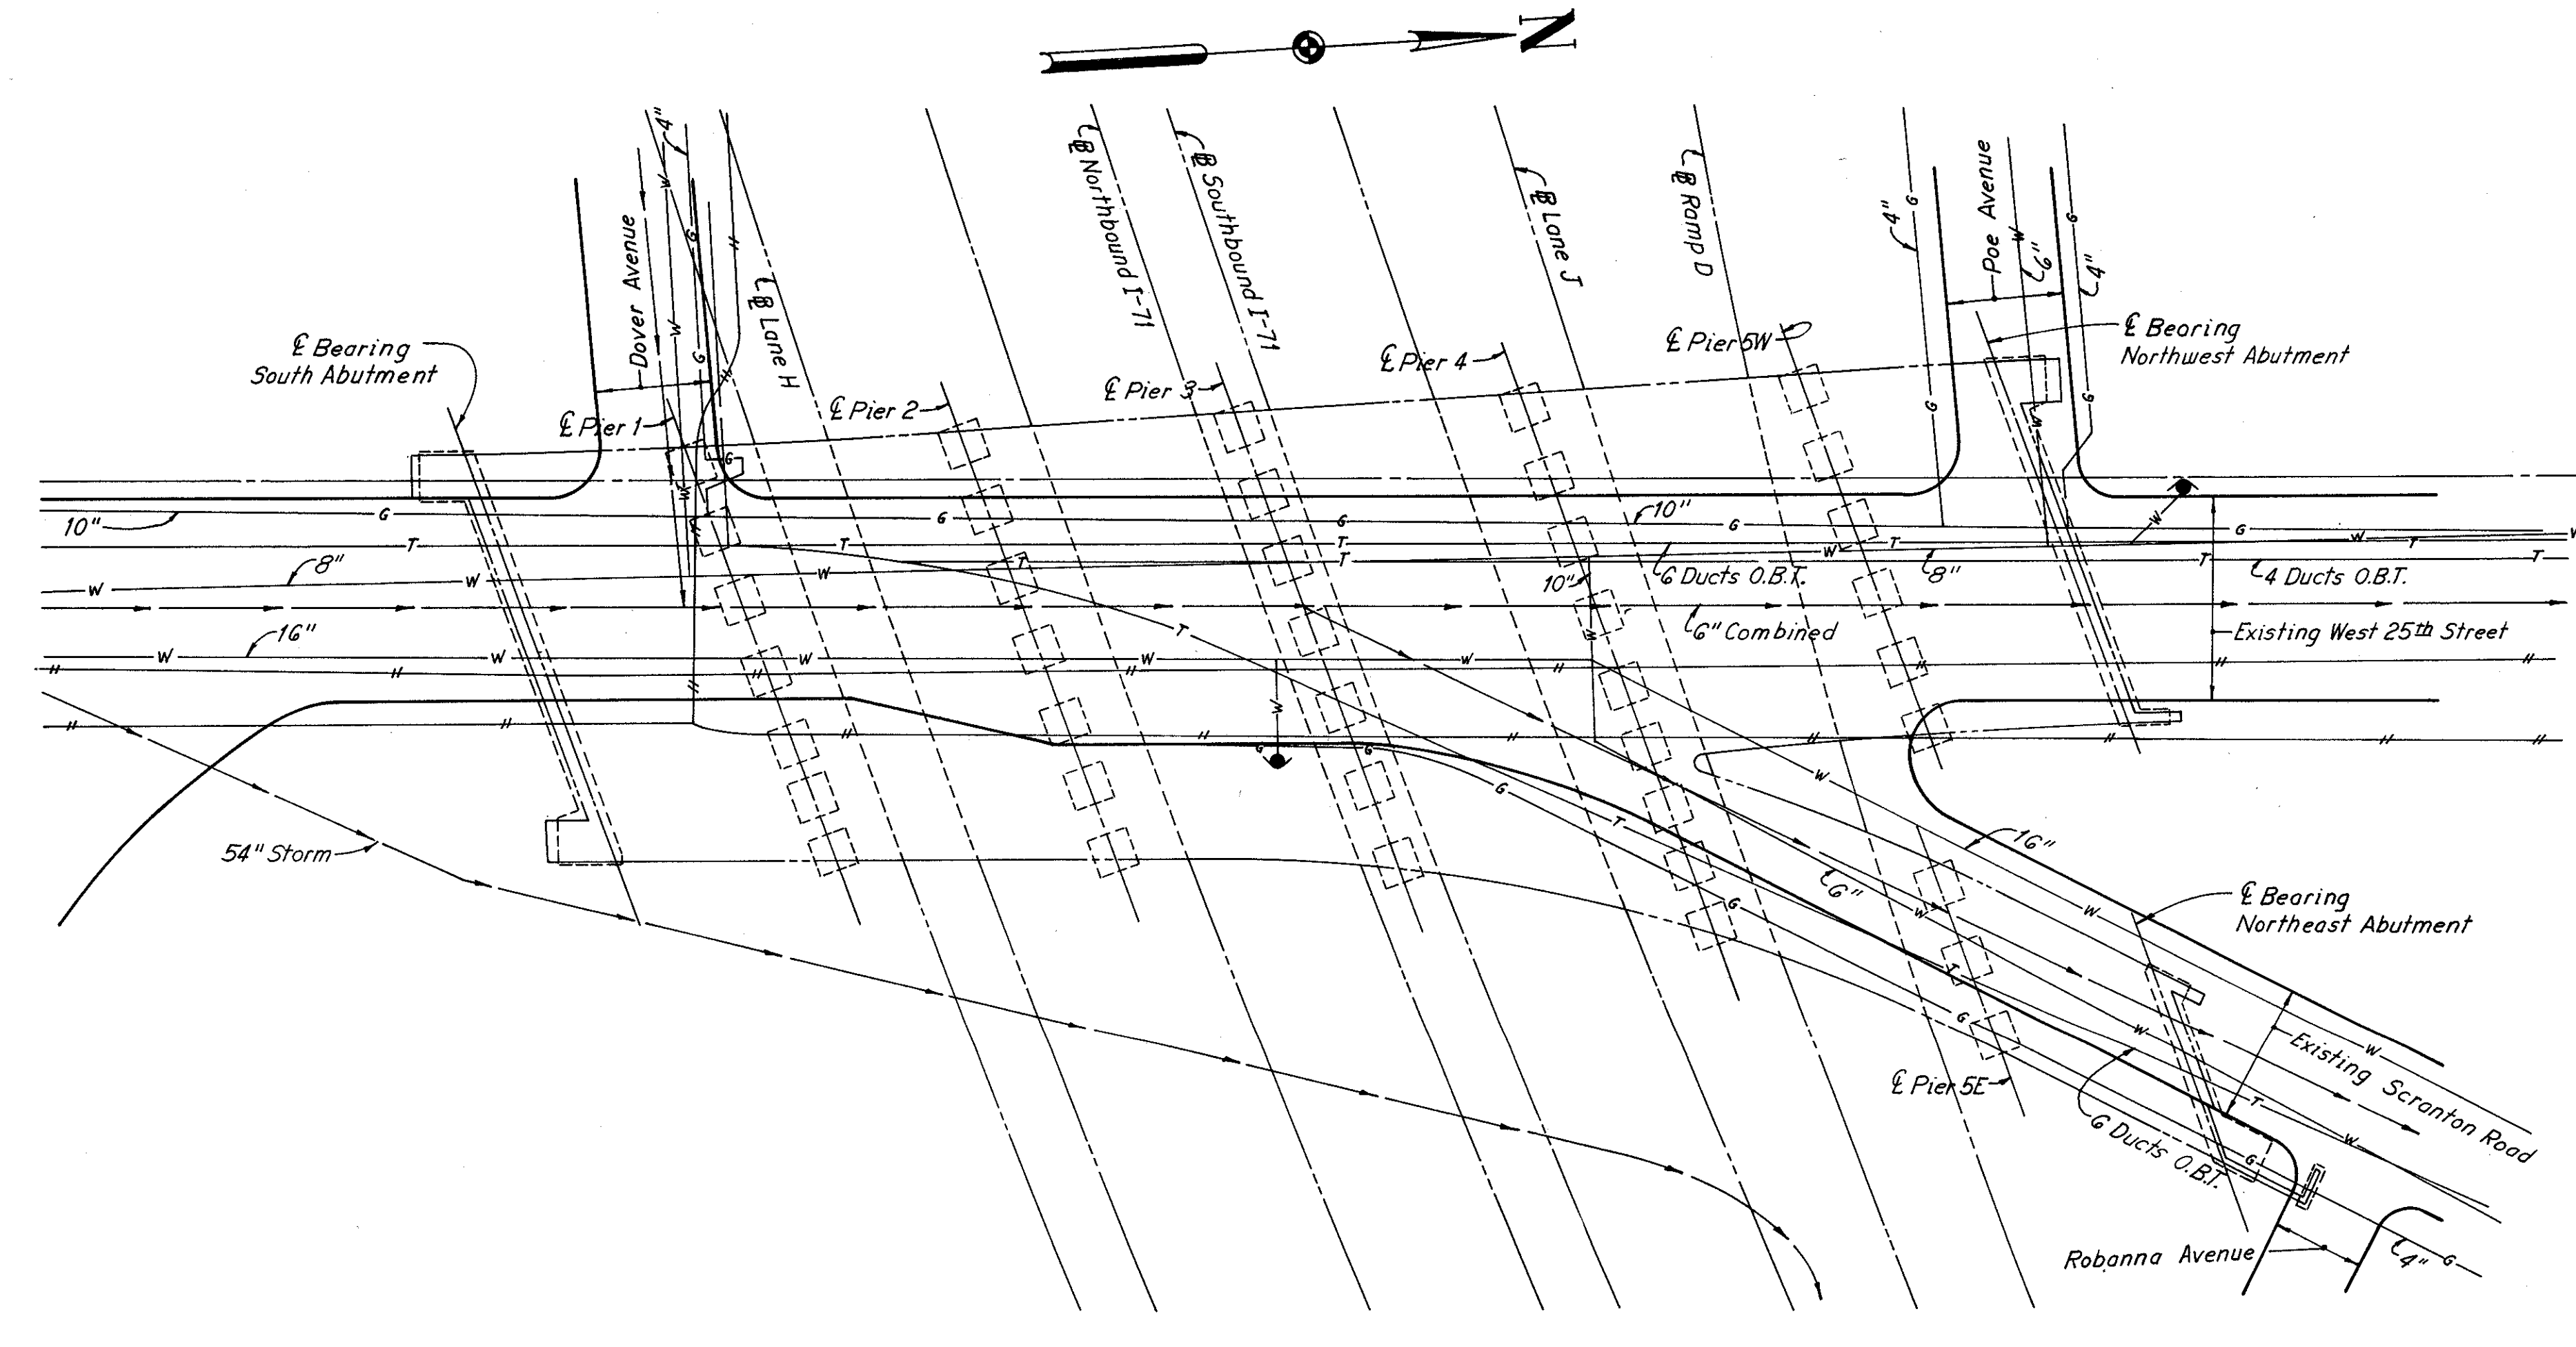 N
4"
Dover Avenue
℄ B Lane H
℄ B Northbound I-71
℄ B Southbound I-71
℄ B Lane J
℄ B Ramp D
4"
Poe Avenue
6"
4"
℄ Bearing
South Abutment
℄ Pier 1
℄ Pier 2
℄ Pier 3
℄ Pier 4
℄ Pier 5W
℄ Bearing
Northwest Abutment
10"
8"
16"
10"
10"
6 Ducts O.B.T.
8"
4 Ducts O.B.T.
6" Combined
Existing West 25th Street
54" Storm
16"
6"
℄ Bearing
Northeast Abutment
℄ Pier 5E
6 Ducts O.B.T.
Existing Scranton Road
Robanna Avenue
4"